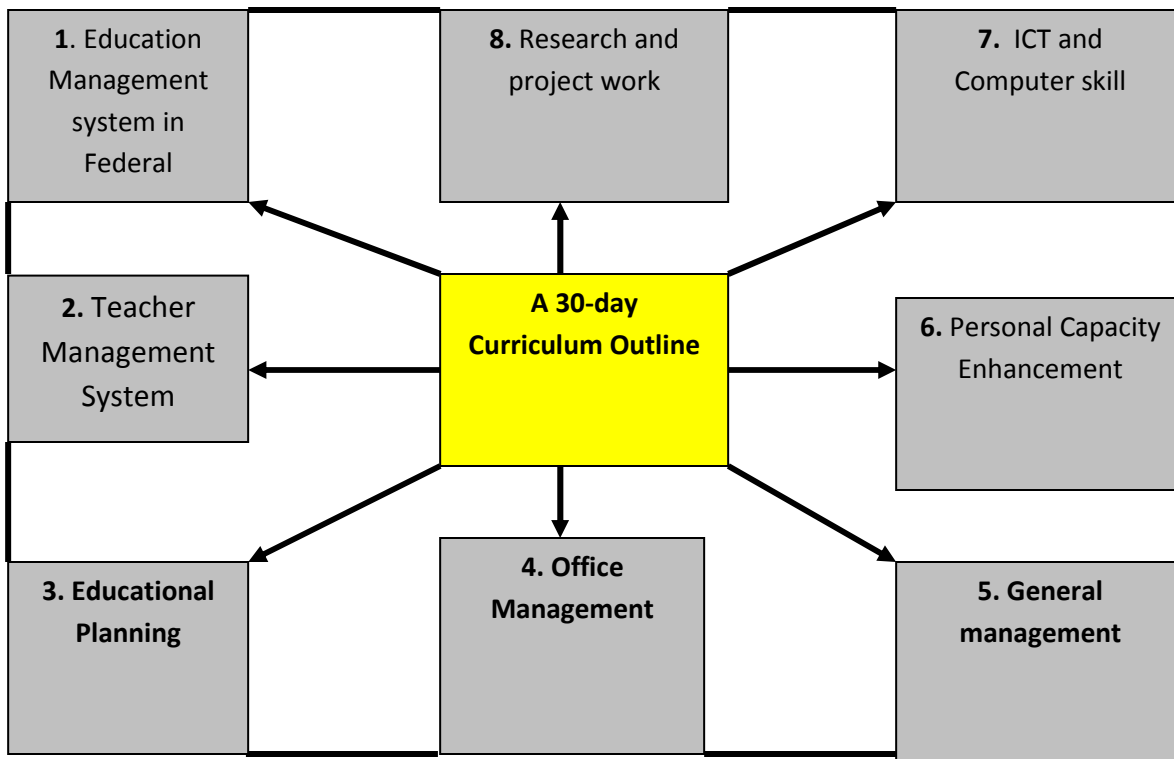 1. Education
Management
system in
Federal
8. Research and
project work
7. ICT and
Computer skill
2. Teacher
Management
System
A 30-day
Curriculum Outline
6. Personal Capacity
Enhancement
3. Educational
Planning
4. Office
Management
5. General
management